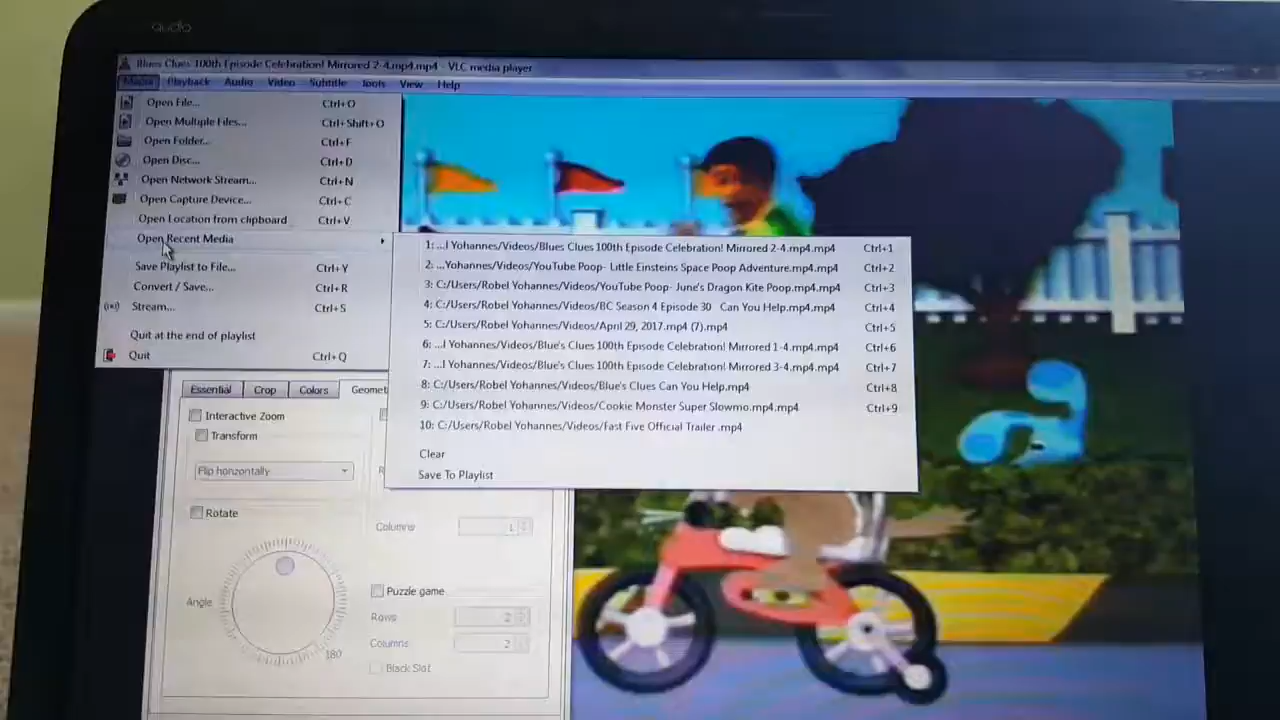 audio
Blues Clues 100th Episode Celebration! Mirrored 2-4.mp4.mp4 - VLC media player
Media Playback Audio Video Subtitle Tools View Help
Open File... Ctrl+O
Open Multiple Files... Ctrl+Shift+O
Open Folder... Ctrl+F
Open Disc... Ctrl+D
Open Network Stream... Ctrl+N
Open Capture Device... Ctrl+C
Open Location from clipboard Ctrl+V
Open Recent Media
Save Playlist to File... Ctrl+Y
Convert / Save... Ctrl+R
Stream... Ctrl+S
Quit at the end of playlist
Quit Ctrl+Q
1: ...l Yohannes/Videos/Blues Clues 100th Episode Celebration! Mirrored 2-4.mp4.mp4 Ctrl+1
2: ...Yohannes/Videos/YouTube Poop- Little Einsteins Space Poop Adventure.mp4.mp4 Ctrl+2
3: C:/Users/Robel Yohannes/Videos/YouTube Poop- June's Dragon Kite Poop.mp4.mp4 Ctrl+3
4: C:/Users/Robel Yohannes/Videos/BC Season 4 Episode 30 Can You Help.mp4.mp4 Ctrl+4
5: C:/Users/Robel Yohannes/Videos/April 29, 2017.mp4 (7).mp4 Ctrl+5
6: ...l Yohannes/Videos/Blue's Clues 100th Episode Celebration! Mirrored 1-4.mp4.mp4 Ctrl+6
7: ...l Yohannes/Videos/Blue's Clues 100th Episode Celebration! Mirrored 3-4.mp4.mp4 Ctrl+7
8: C:/Users/Robel Yohannes/Videos/Blue's Clues Can You Help.mp4 Ctrl+8
9: C:/Users/Robel Yohannes/Videos/Cookie Monster Super Slowmo.mp4.mp4 Ctrl+9
10: C:/Users/Robel Yohannes/Videos/Fast Five Official Trailer .mp4
Clear
Save To Playlist
Essential Crop Colors Geomet
Interactive Zoom
Transform
Flip horizontally
Rotate
Angle
180
Columns 1
Puzzle game
Rows 2
Columns 2
Black Slot